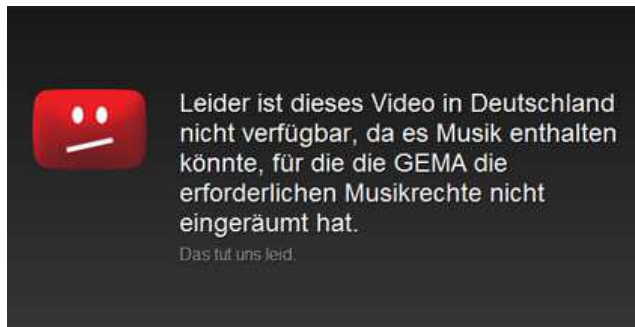 Leider ist dieses Video in Deutschland
nicht verfügbar, da es Musik enthalten
könnte, für die die GEMA die
erforderlichen Musikrechte nicht
eingeräumt hat.
Das tut uns leid.